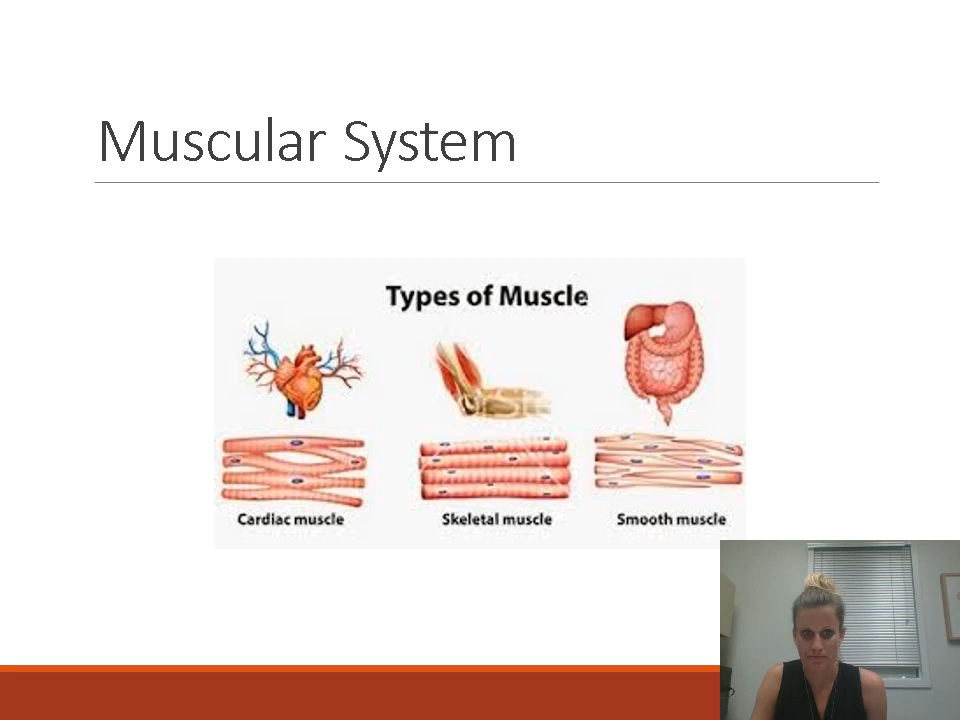 Muscular System
Types of Muscle
Cardiac muscle
Skeletal muscle
Smooth muscle